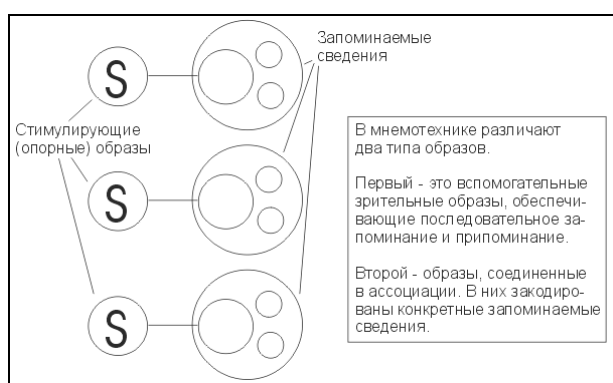 Запоминаемые
сведения
S
Стимулирующие
(опорные) образы
S
S
В мнемотехнике различают
два типа образов.
Первый - это вспомогательные
зрительные образы, обеспечи-
вающие последовательное за-
поминание и припоминание.
Второй - образы, соединенные
в ассоциации. В них закодиро-
ваны конкретные запоминаемые
сведения.